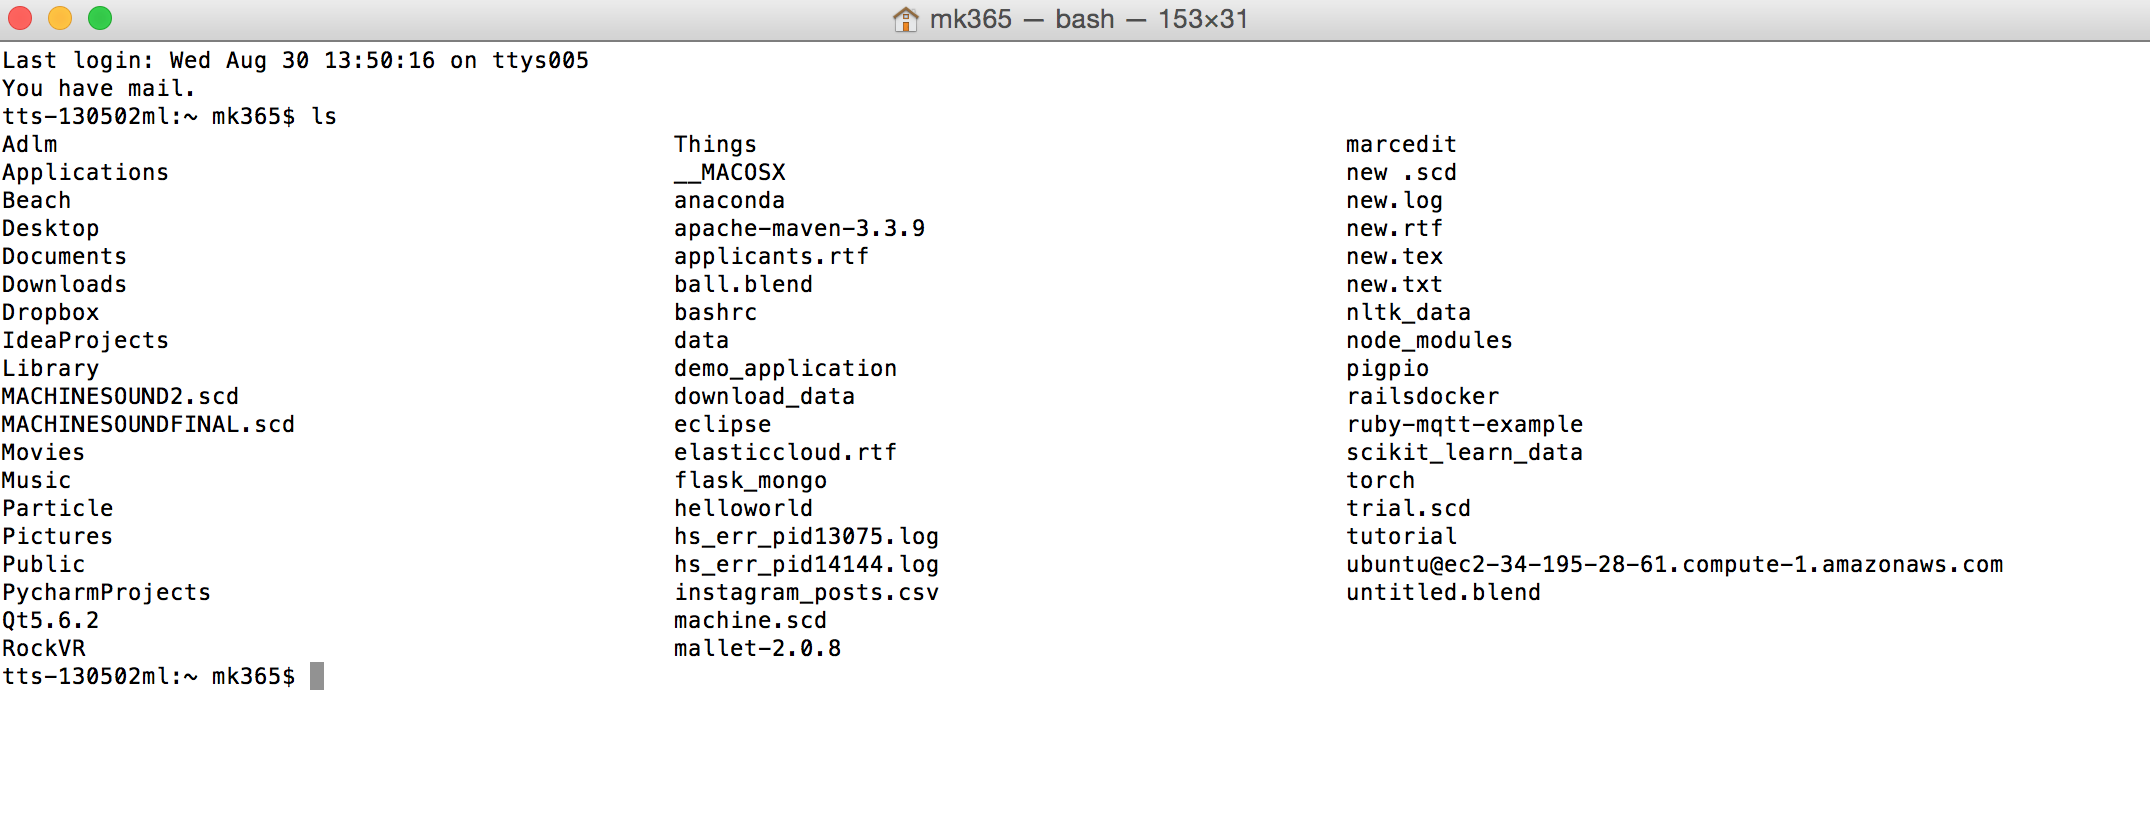 mk365 — bash — 153×31
Last login: Wed Aug 30 13:50:16 on ttys005
You have mail.
tts-130502ml:~ mk365$ ls
Adlm Things marcedit
Applications __MACOSX new .scd
Beach anaconda new.log
Desktop apache-maven-3.3.9 new.rtf
Documents applicants.rtf new.tex
Downloads ball.blend new.txt
Dropbox bashrc nltk_data
IdeaProjects data node_modules
Library demo_application pigpio
MACHINESOUND2.scd download_data railsdocker
MACHINESOUNDFINAL.scd eclipse ruby-mqtt-example
Movies elasticcloud.rtf scikit_learn_data
Music flask_mongo torch
Particle helloworld trial.scd
Pictures hs_err_pid13075.log tutorial
Public hs_err_pid14144.log ubuntu@ec2-34-195-28-61.compute-1.amazonaws.com
PycharmProjects instagram_posts.csv untitled.blend
Qt5.6.2 machine.scd
RockVR mallet-2.0.8
tts-130502ml:~ mk365$